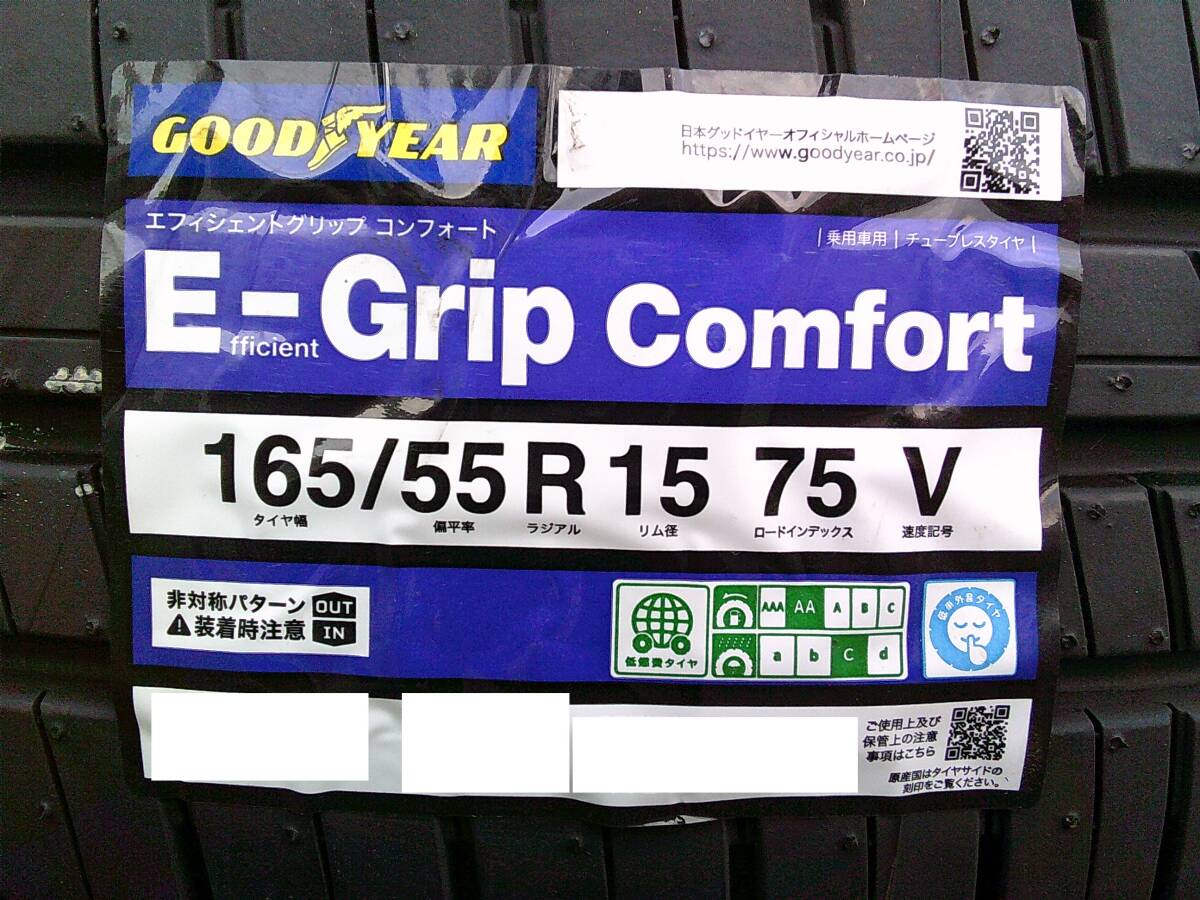 GOODYEAR
日本グッドイヤーオフィシャルホームページ
https://www.goodyear.co.jp/
エフィシェントグリップ コンフォート
| 乗用車用 | チューブレスタイヤ |
E-Grip Comfort
fficient
165/55 R 15 75 V
タイヤ幅 偏平率 ラジアル リム径 ロードインデックス 速度記号
非対称パターン OUT
⚠装着時注意 IN
AAA AA A B C
低燃費タイヤ a b C d
低車外音タイヤ
ご使用上及び
保管上の注意
事項はこちら
原産国はタイヤサイドの
刻印をご覧ください。